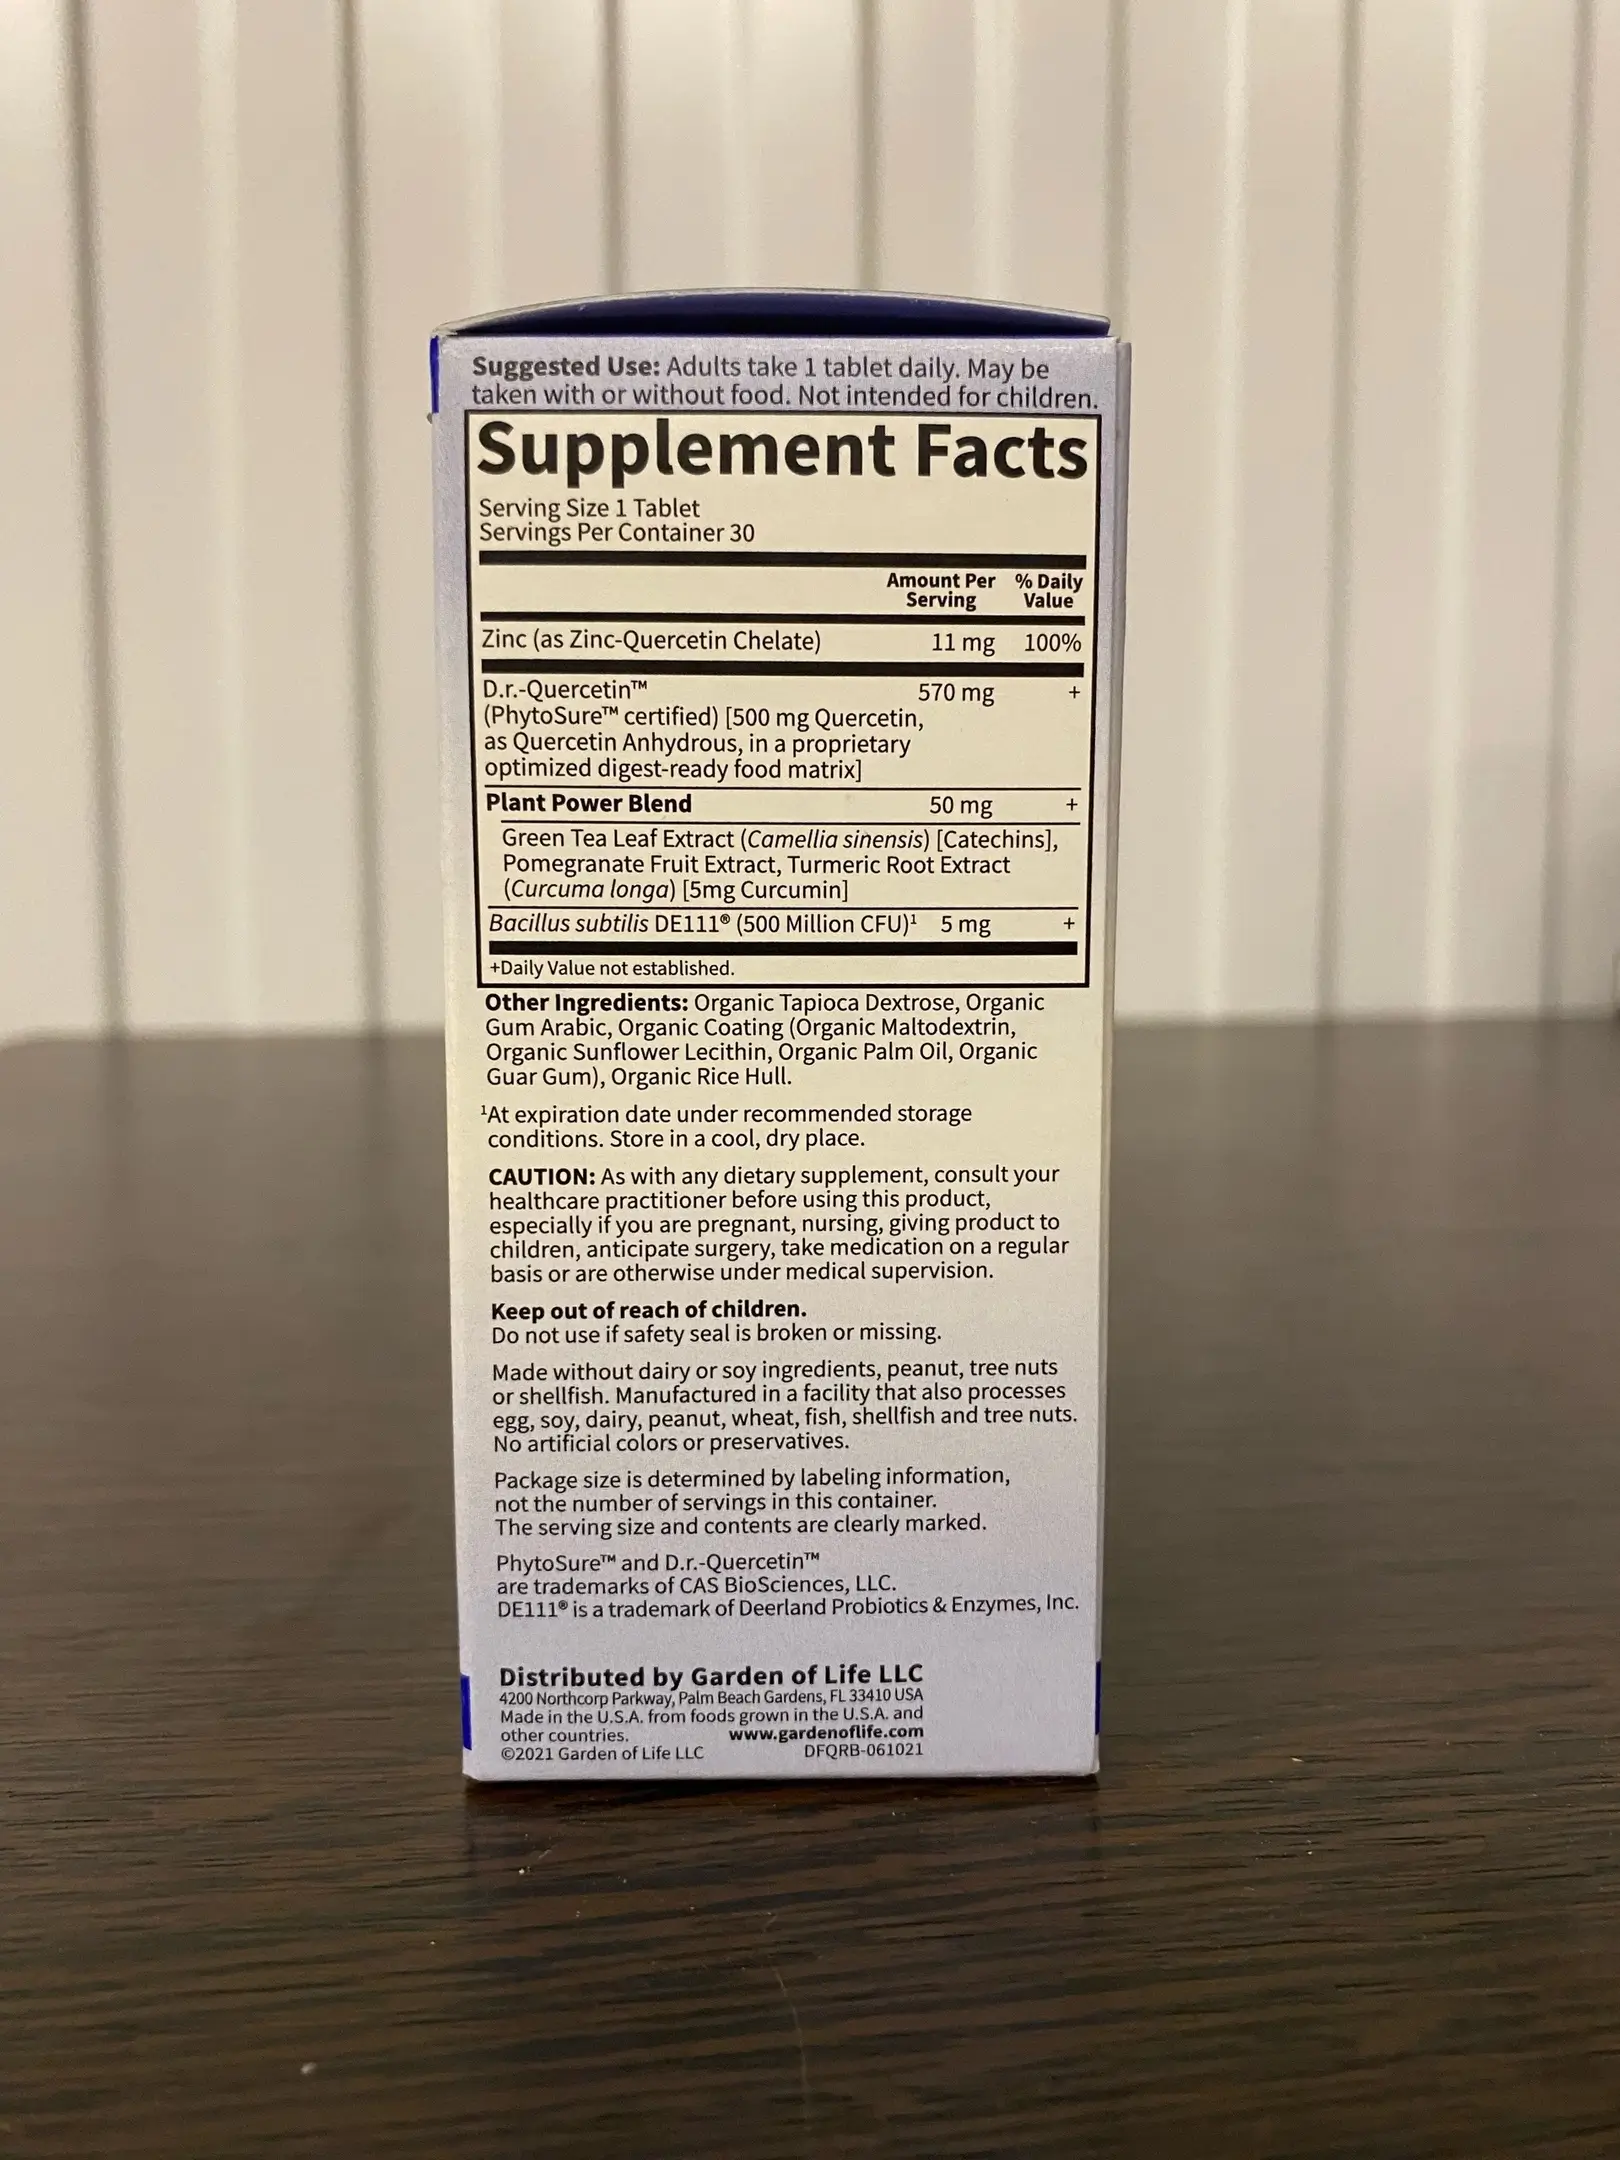 Suggested Use: Adults take 1 tablet daily. May be
taken with or without food. Not intended for children.
Supplement Facts
Serving Size 1 Tablet
Servings Per Container 30
Amount Per % Daily
Serving Value
Zinc (as Zinc-Quercetin Chelate) 11 mg 100%
D.r.-Quercetin™ 570 mg +
(PhytoSure™ certified) [500 mg Quercetin,
as Quercetin Anhydrous, in a proprietary
optimized digest-ready food matrix]
Plant Power Blend 50 mg +
Green Tea Leaf Extract (Camellia sinensis) [Catechins],
Pomegranate Fruit Extract, Turmeric Root Extract
(Curcuma longa) [5mg Curcumin]
Bacillus subtilis DE111® (500 Million CFU)¹ 5 mg +
+Daily Value not established.
Other Ingredients: Organic Tapioca Dextrose, Organic
Gum Arabic, Organic Coating (Organic Maltodextrin,
Organic Sunflower Lecithin, Organic Palm Oil, Organic
Guar Gum), Organic Rice Hull.
¹At expiration date under recommended storage
conditions. Store in a cool, dry place.
CAUTION: As with any dietary supplement, consult your
healthcare practitioner before using this product,
especially if you are pregnant, nursing, giving product to
children, anticipate surgery, take medication on a regular
basis or are otherwise under medical supervision.
Keep out of reach of children.
Do not use if safety seal is broken or missing.
Made without dairy or soy ingredients, peanut, tree nuts
or shellfish. Manufactured in a facility that also processes
egg, soy, dairy, peanut, wheat, fish, shellfish and tree nuts.
No artificial colors or preservatives.
Package size is determined by labeling information,
not the number of servings in this container.
The serving size and contents are clearly marked.
PhytoSure™ and D.r.-Quercetin™
are trademarks of CAS BioSciences, LLC.
DE111® is a trademark of Deerland Probiotics & Enzymes, Inc.
Distributed by Garden of Life LLC
4200 Northcorp Parkway, Palm Beach Gardens, FL 33410 USA
Made in the U.S.A. from foods grown in the U.S.A. and
other countries. www.gardenoflife.com
©2021 Garden of Life LLC DFQRB-061021